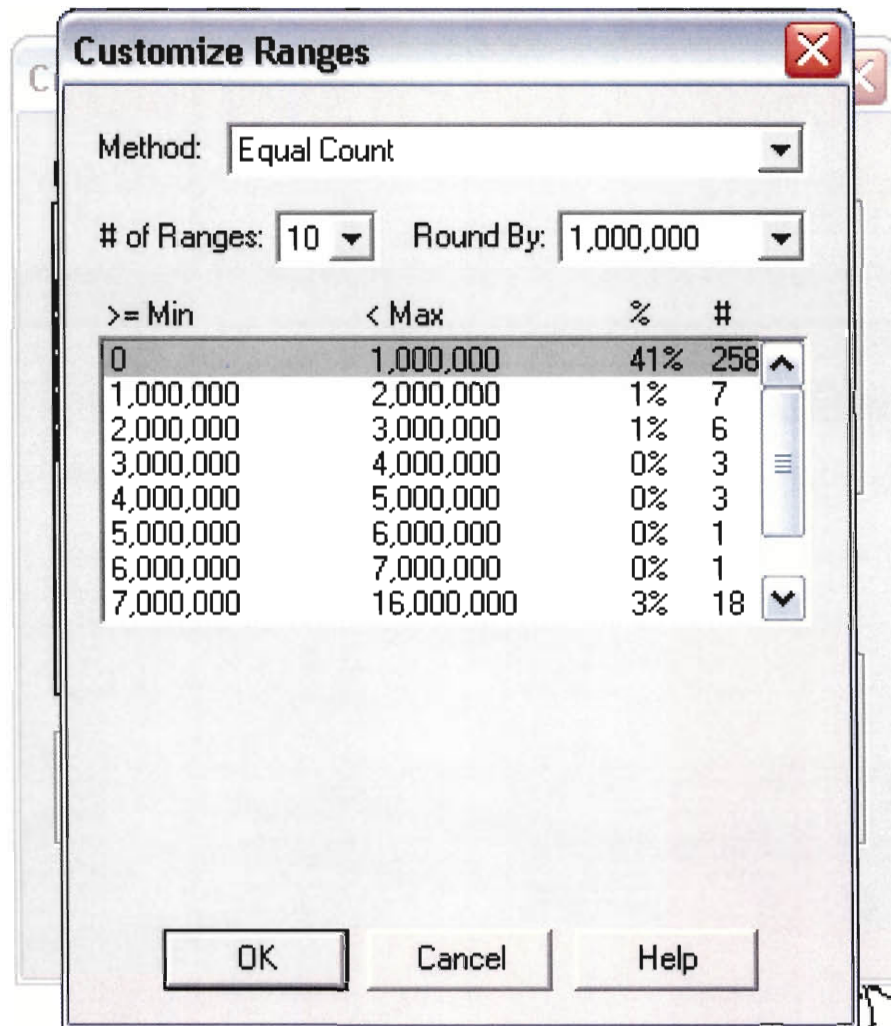 Customize Ranges
Method: Equal Count
# of Ranges: 10 Round By: 1,000,000
>= Min < Max % #
0 1,000,000 41% 258
1,000,000 2,000,000 1% 7
2,000,000 3,000,000 1% 6
3,000,000 4,000,000 0% 3
4,000,000 5,000,000 0% 3
5,000,000 6,000,000 0% 1
6,000,000 7,000,000 0% 1
7,000,000 16,000,000 3% 18
OK Cancel Help